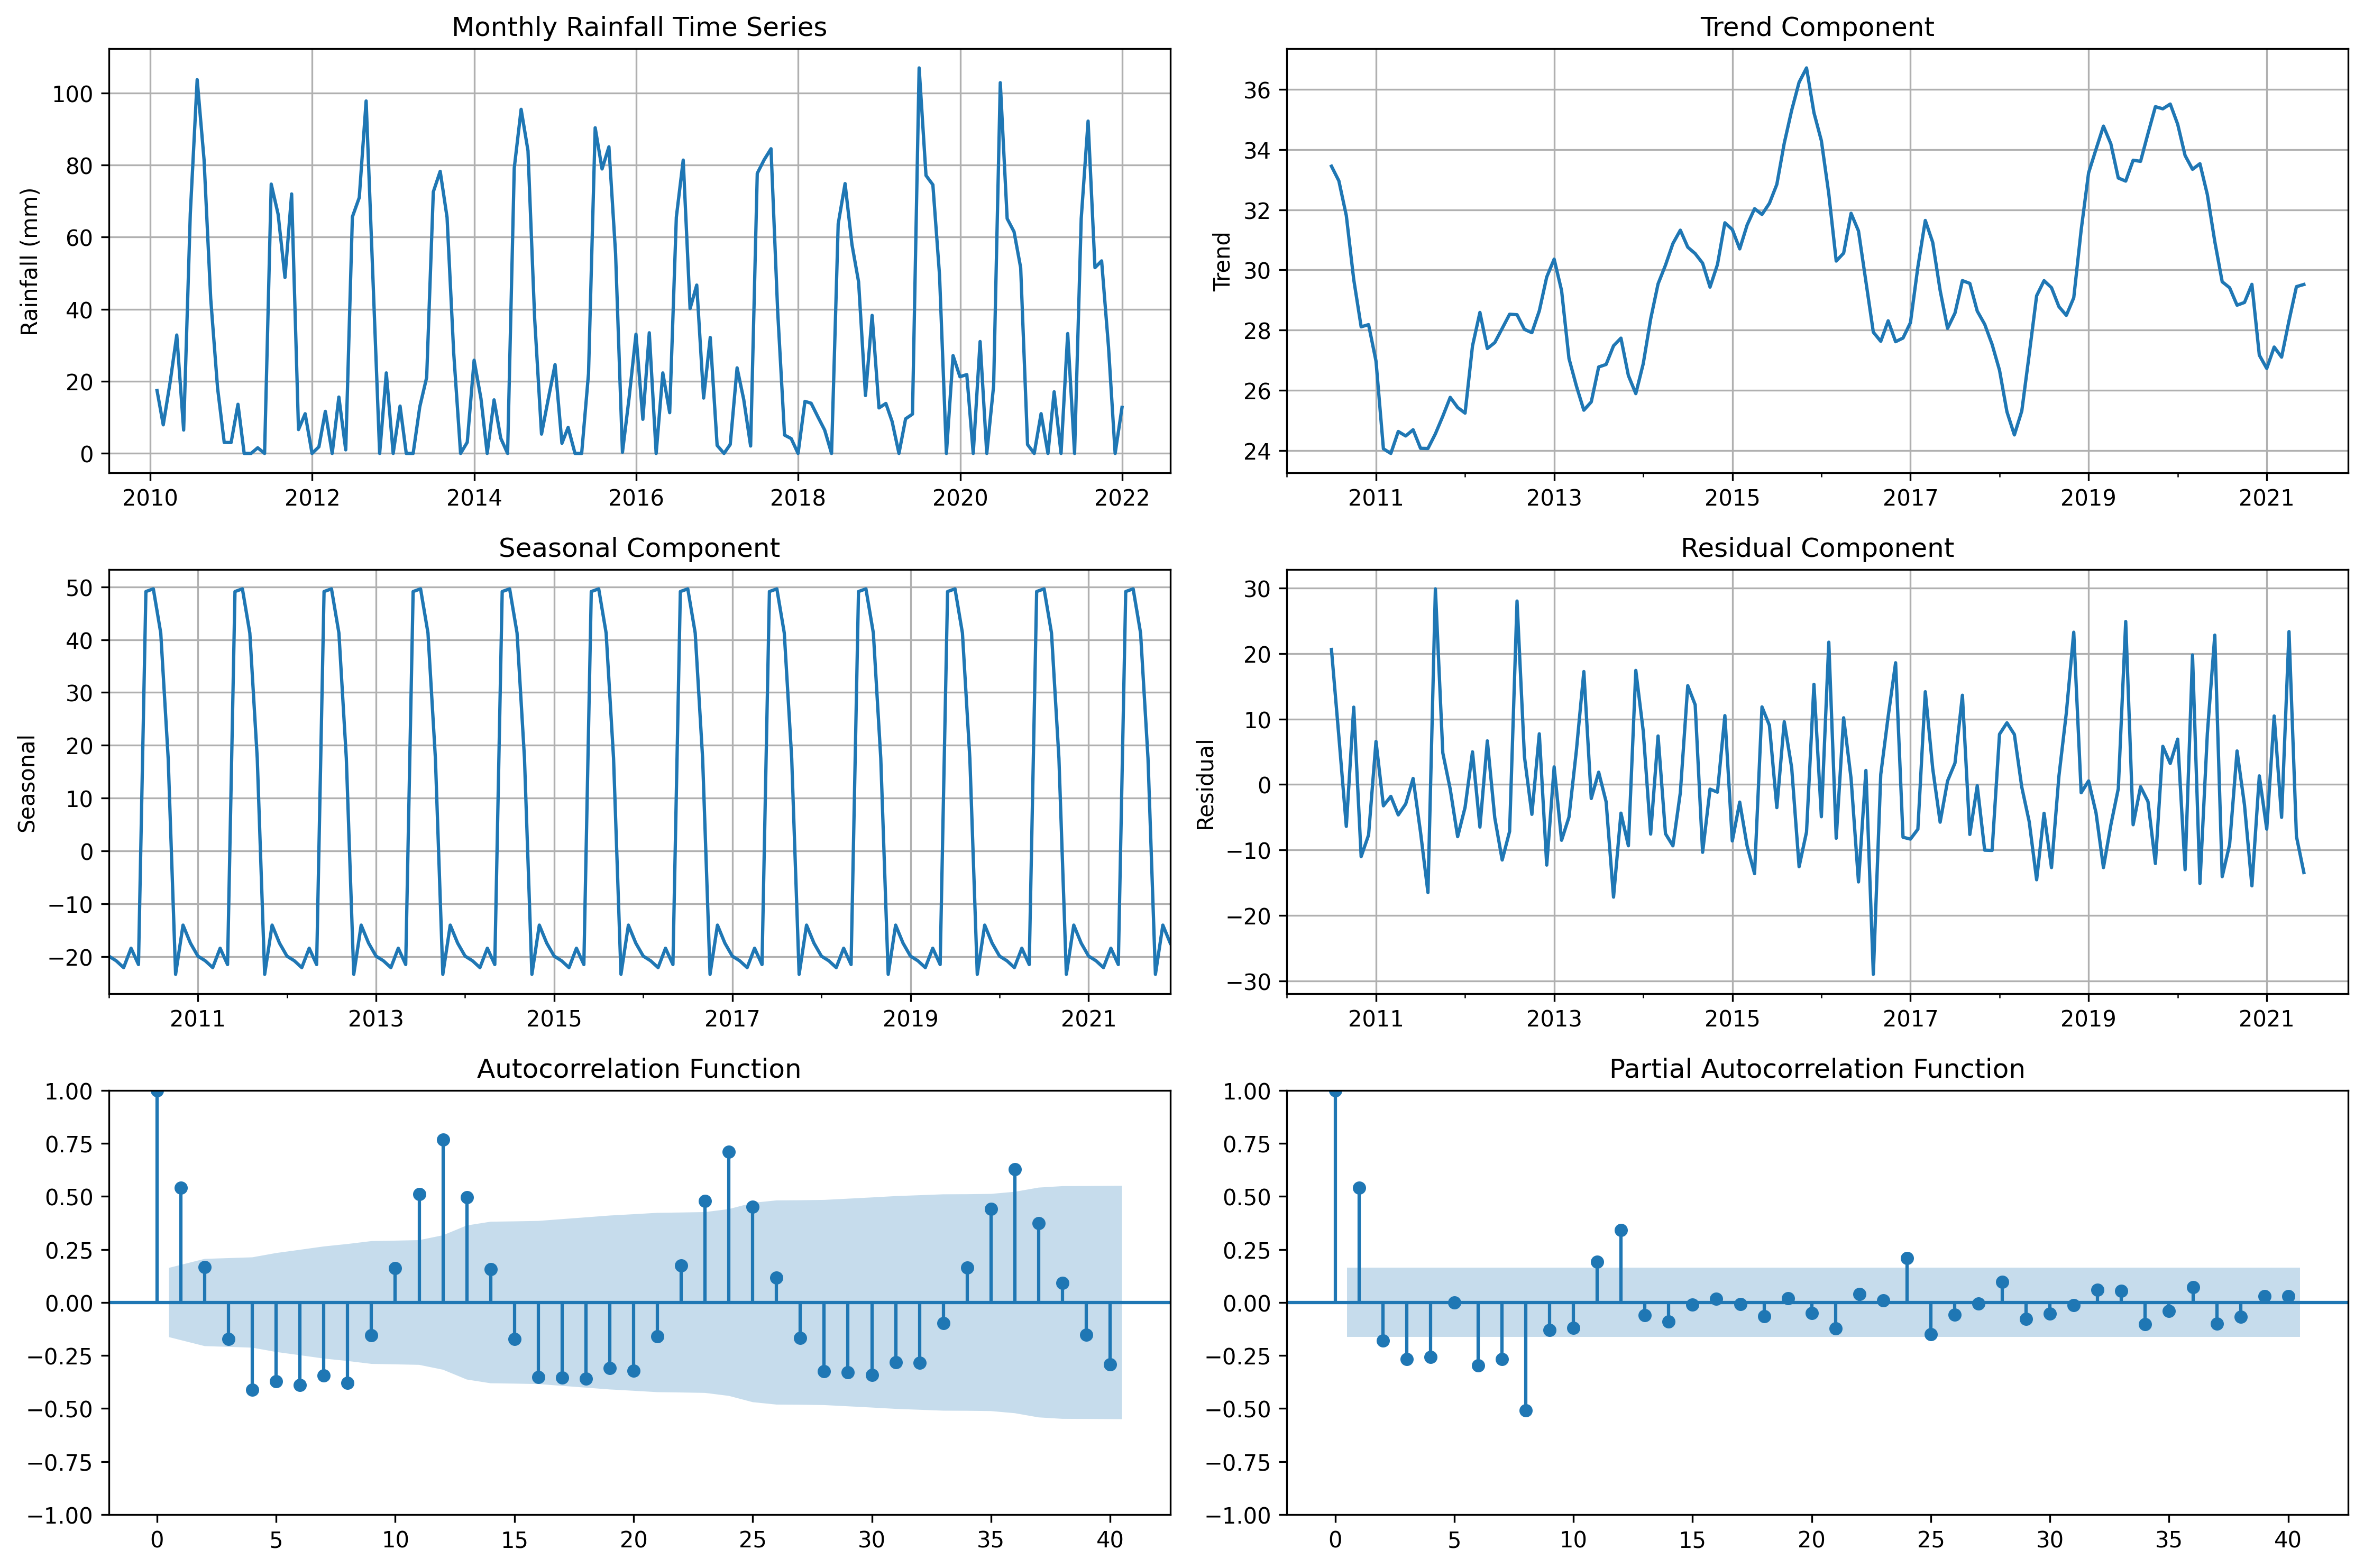 Monthly Rainfall Time Series
Rainfall (mm)
100
80
60
40
20
0
2010 2012 2014 2016 2018 2020 2022
Trend Component
Trend
36
34
32
30
28
26
24
2011 2013 2015 2017 2019 2021
Seasonal Component
Seasonal
50
40
30
20
10
0
−10
−20
2011 2013 2015 2017 2019 2021
Residual Component
Residual
30
20
10
0
−10
−20
−30
2011 2013 2015 2017 2019 2021
Autocorrelation Function
1.00
0.75
0.50
0.25
0.00
−0.25
−0.50
−0.75
−1.00
0 5 10 15 20 25 30 35 40
Partial Autocorrelation Function
1.00
0.75
0.50
0.25
0.00
−0.25
−0.50
−0.75
−1.00
0 5 10 15 20 25 30 35 40